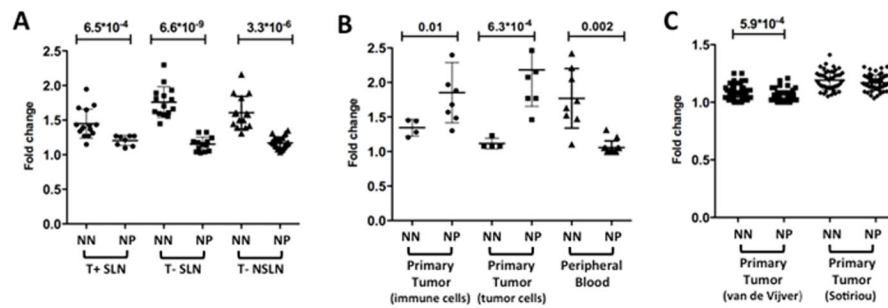 A
6.5*10⁻⁴ 6.6*10⁻⁹ 3.3*10⁻⁶
Fold change
2.5
2.0
1.5
1.0
0.5
0.0
NN NP NN NP NN NP
T+ SLN T- SLN T- NSLN
B
0.01 6.3*10⁻⁴ 0.002
Fold change
2.5
2.0
1.5
1.0
0.5
0.0
NN NP NN NP NN NP
Primary Primary Peripheral
Tumor Tumor Blood
(immune cells) (tumor cells)
C
5.9*10⁻⁴
Fold change
1.5
1.0
0.5
0.0
NN NP NN NP
Primary Primary
Tumor Tumor
(van de Vijver) (Sotiriou)